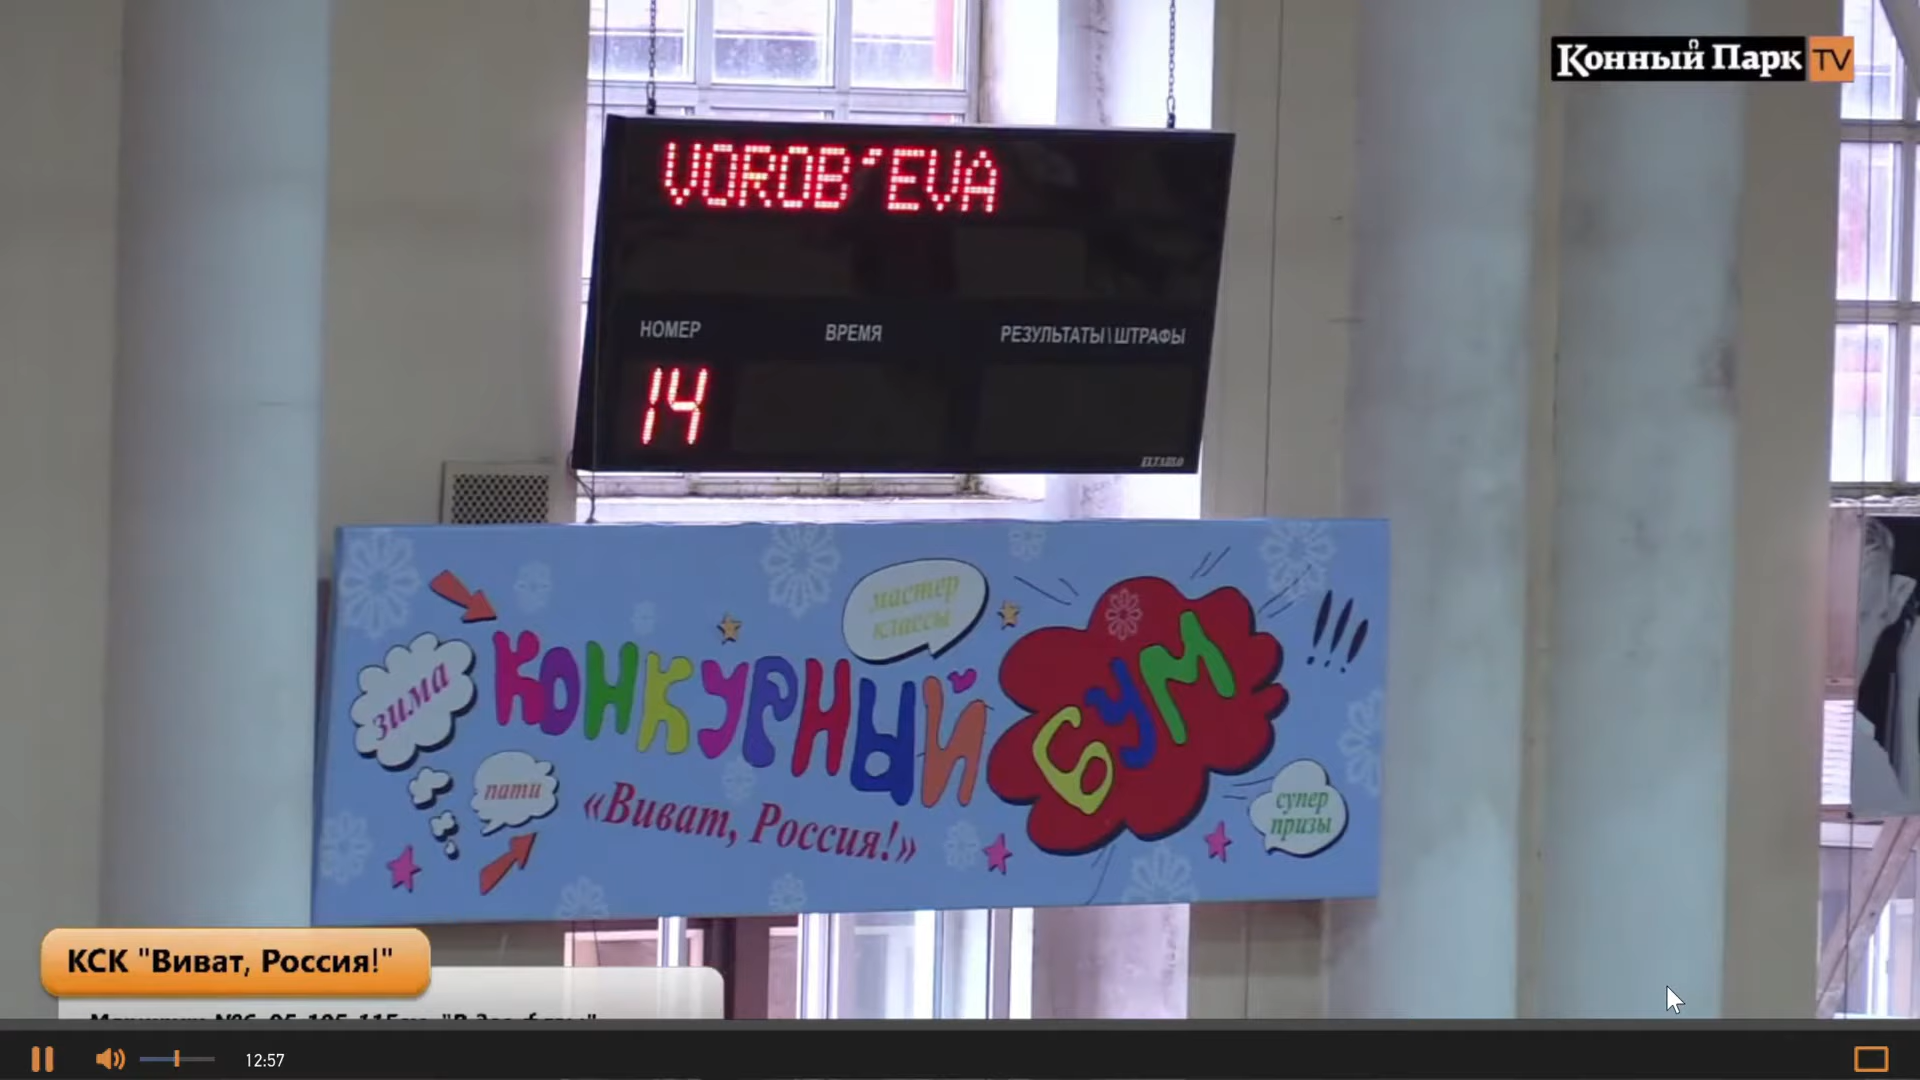 Конный Парк TV
VOROB'EVA
НОМЕР ВРЕМЯ РЕЗУЛЬТАТЫ\ШТРАФЫ
14
мастер
классы
зима
КОНКУРНЫЙ БУМ !!!
пати
«Виват, Россия!»
супер
призы
КСК "Виват, Россия!"
12:57